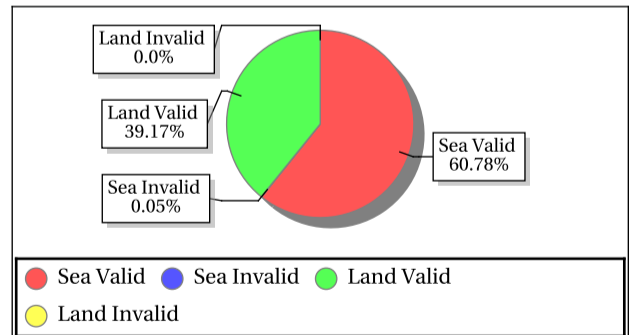 Land Invalid
0.0%
Land Valid
39.17%
Sea Valid
60.78%
Sea Invalid
0.05%
Sea Valid Sea Invalid Land Valid
Land Invalid